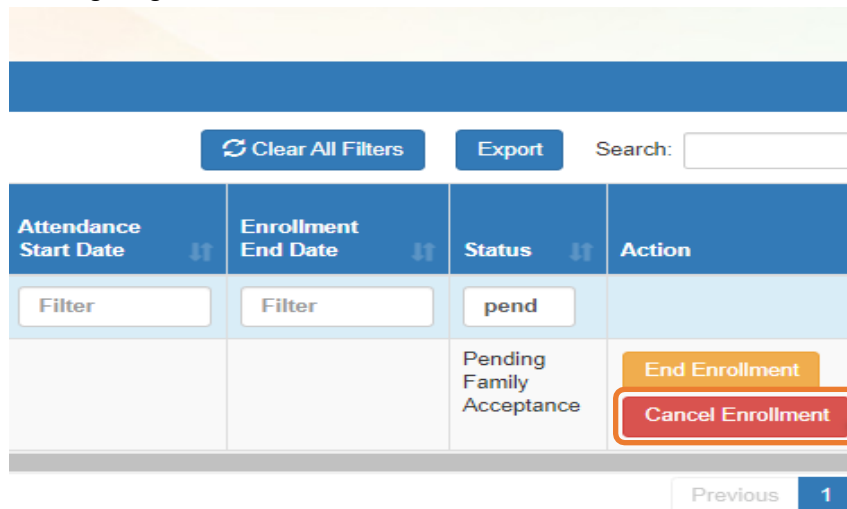 Clear All Filters Export Search:
Attendance Start Date
Enrollment End Date
Status
Action
Filter Filter pend
Pending
Family
Acceptance
End Enrollment
Cancel Enrollment
Previous 1